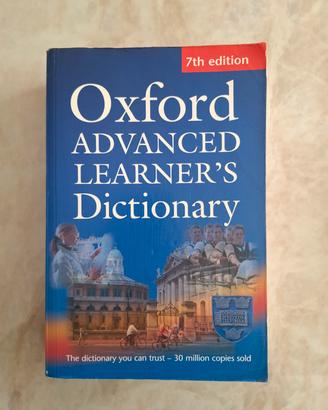 7th edition
Oxford
ADVANCED
LEARNER'S
Dictionary
The dictionary you can trust – 30 million copies sold